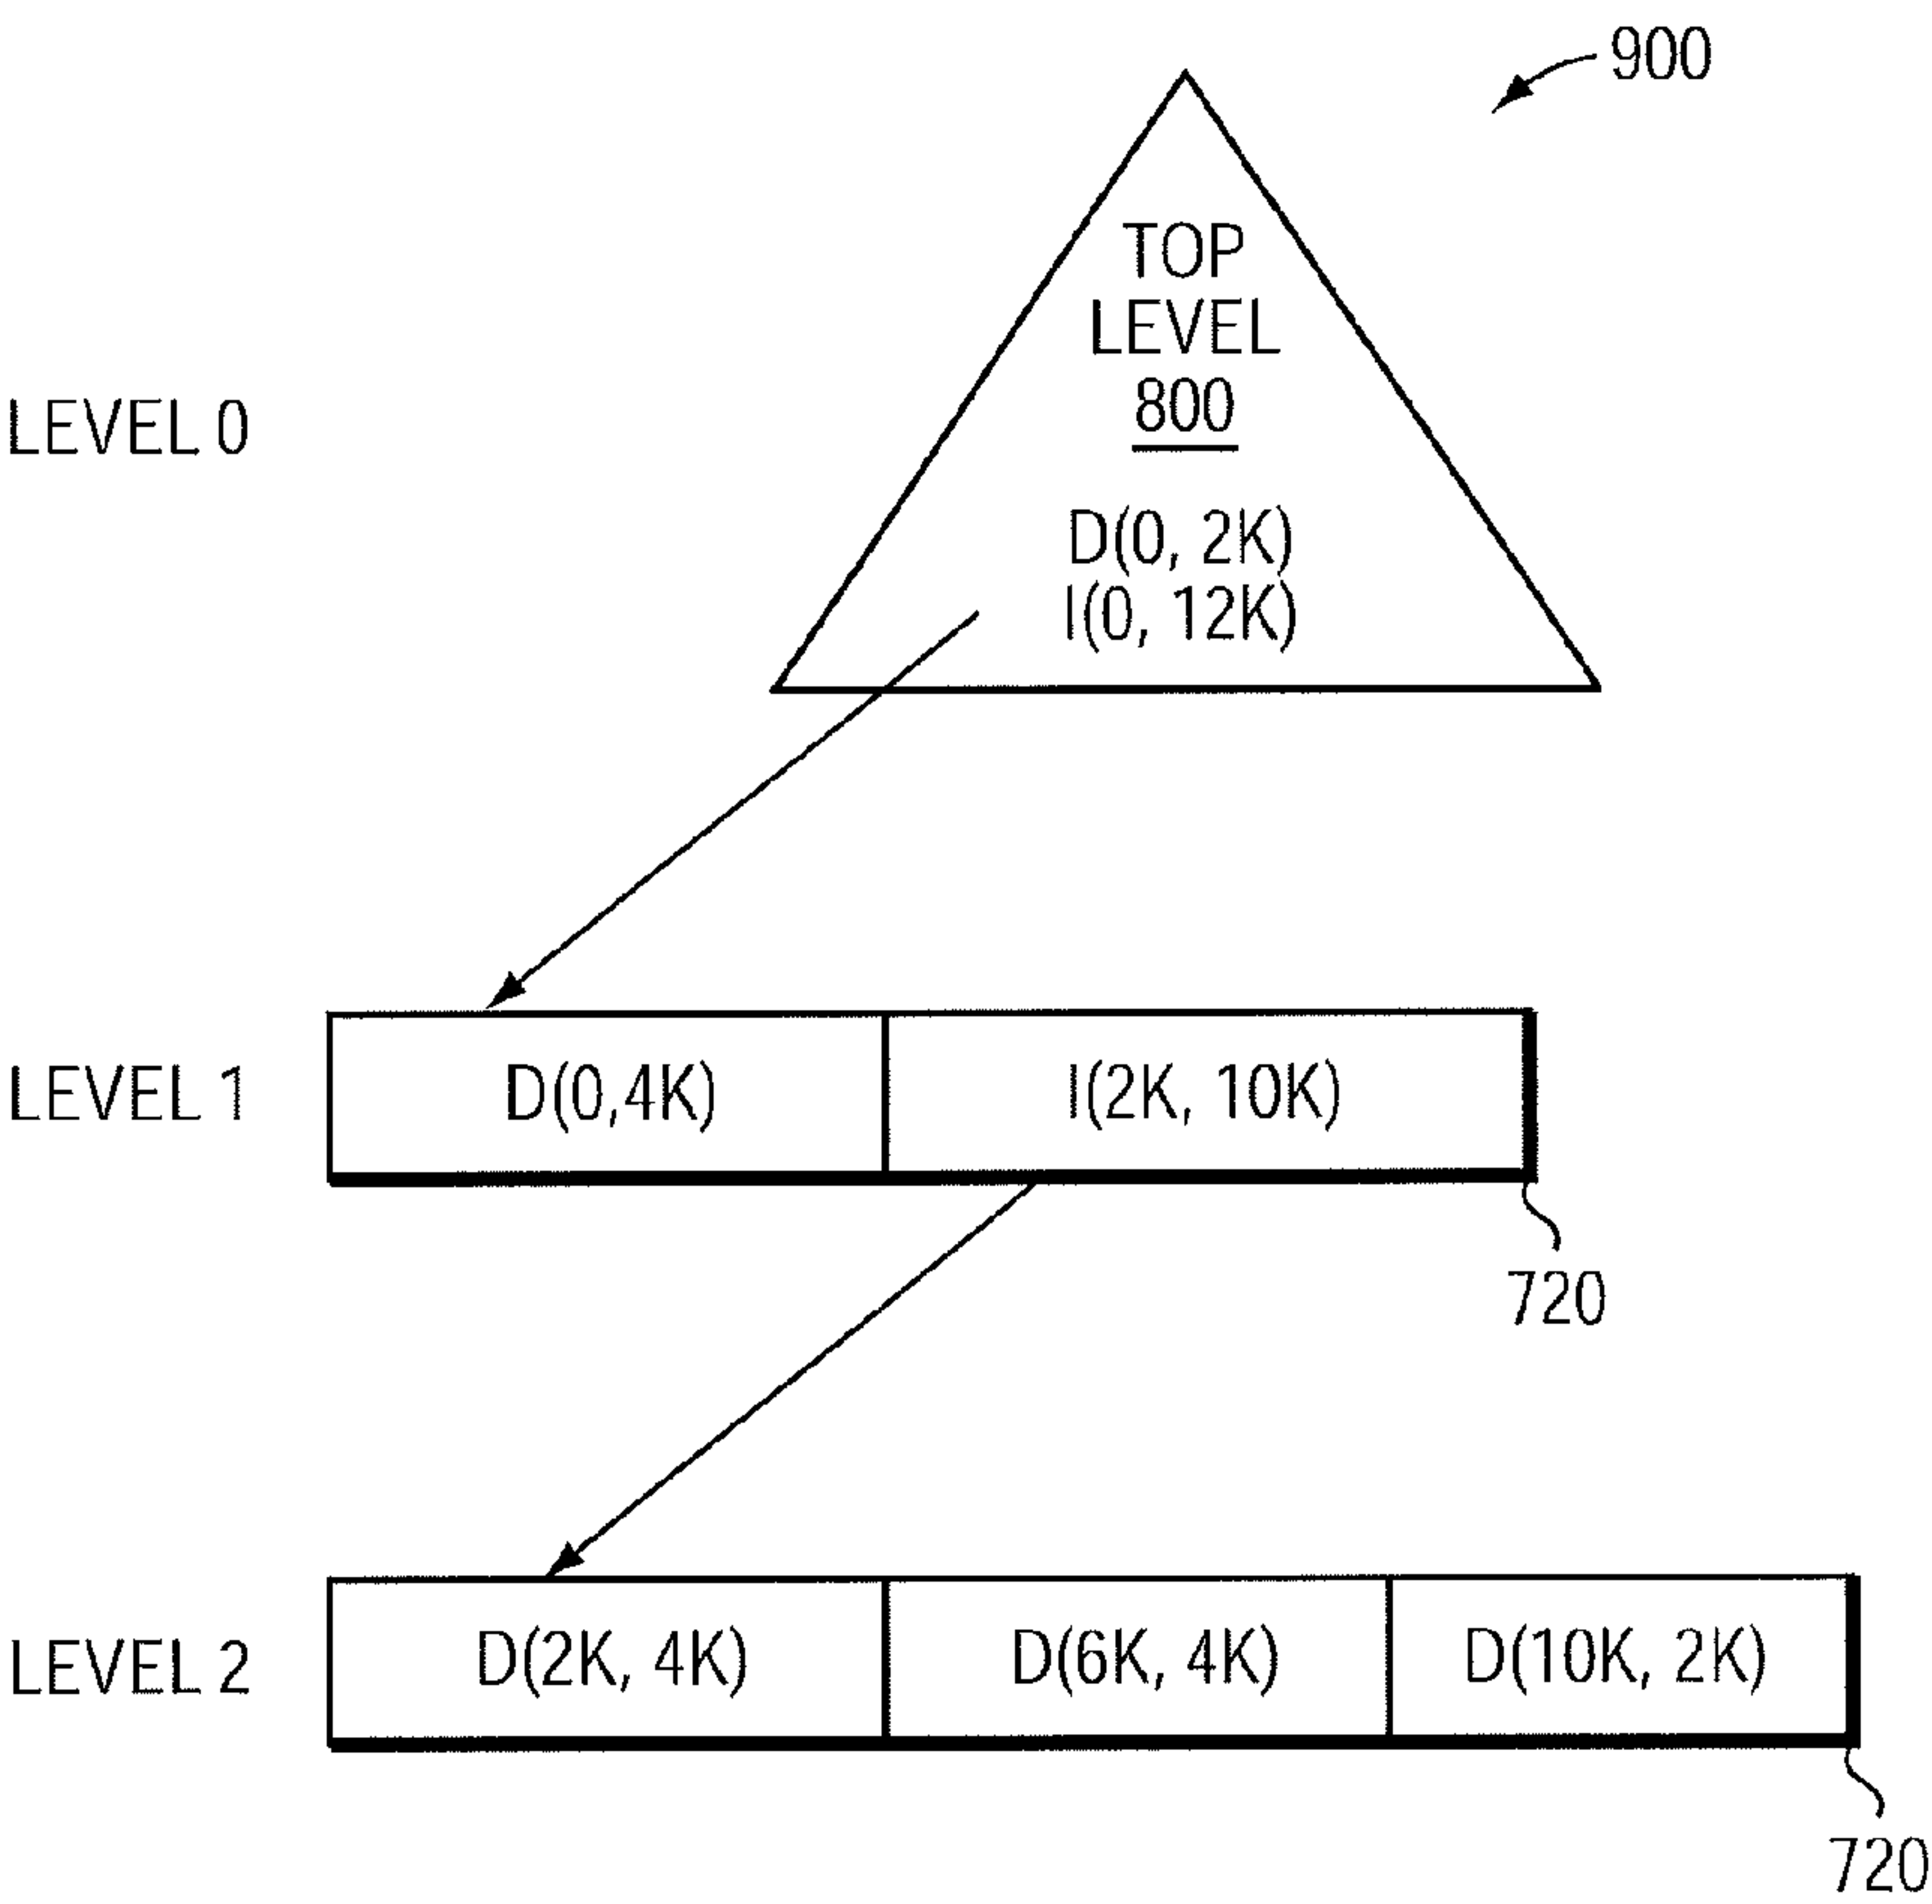 900
TOP
LEVEL
800
LEVEL 0
D(0, 2K)
I(0, 12K)
LEVEL 1
D(0,4K)
I(2K, 10K)
720
LEVEL 2
D(2K, 4K)
D(6K, 4K)
D(10K, 2K)
720